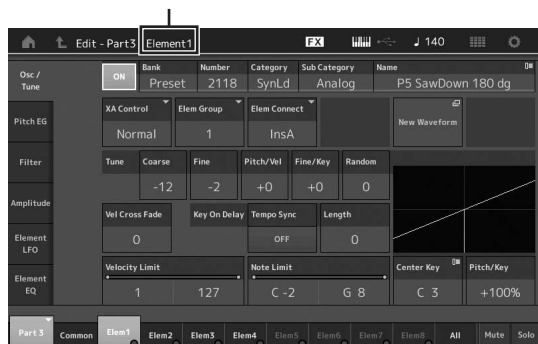 Edit - Part3 Element1 FX 140
Osc / Tune
ON
Bank Preset
Number 2118
Category SynLd
Sub Category Analog
Name P5 SawDown 180 dg
Pitch EG
XA Control Normal
Elem Group 1
Elem Connect InsA
New Waveform
Filter
Tune
Coarse -12
Fine -2
Pitch/Vel +0
Fine/Key +0
Random 0
Amplitude
Vel Cross Fade 0
Key On Delay
Tempo Sync OFF
Length 0
Element LFO
Element EQ
Velocity Limit 1 127
Note Limit C -2 G 8
Center Key C 3
Pitch/Key +100%
Part 3 Common Elem1 Elem2 Elem3 Elem4 Elem5 Elem6 Elem7 Elem8 All Mute Solo